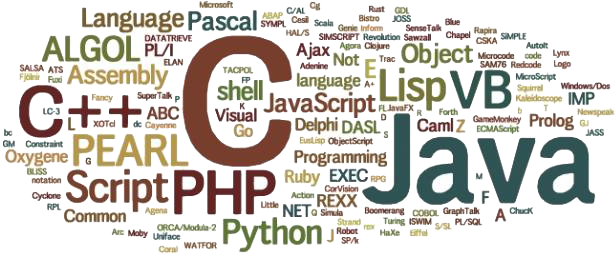 Microsoft
Language
Pascal
ABAP
C/AL
Cg
SYMPL
Cesil
Scala
Rust
GDL
Bistro
JOSS
DATATRIEVE
ALGOL
PL/I
HAL/S
Genie
Inform
SenseTalk
Blue
SIMSCRIPT
Revolution
Sawzall
Chapel
Rapira
CSKA
SiMPLE
ELAN
Ajax
Agora
Clojure
Object
AutoIt
Not
Trac
Microcode
code
Lynx
SAM76
Redcode
Logo
SALSA
ATS
Assembly
Fjölnir
Fuxi
TACPOL
FP
Adenine
language
E
A+
Lisp
VB
MicroScript
Windows/Dos
Squirrel
Kaleidoscope
IMP
shell
K
JavaScript
C
C++
LC-3
Fancy
SuperTalk
P
ABC
XOTcl
dc
Cayenne
L
Visual
Go
Delphi
DASL
D
S
FL
JavaFX
R
Forth
b
T
Newspeak
Caml
Z
GameMonkey
ECMAScript
Prolog
GJ
JASS
bc
GM
Constraint
Oxygene
G
PEARL
EusLisp
ObjectScript
Programming
Java
BLISS
notation
Script
PHP
Ruby
EXEC
RPG
CorVision
Cyclone
RPL
Common
Agena
Little
Action
REXX
M
F
A
ChucK
NET
Q
Simula
Boomerang
COBOL
GraphTalk
J
ISWIM
PL/SQL
ORCA/Modula-2
Arc
Moby
Uniface
Coral
WATFOR
Python
Strand
J
Robot
SP/k
rex
Turing
HaXe
Eiffel
S/SL